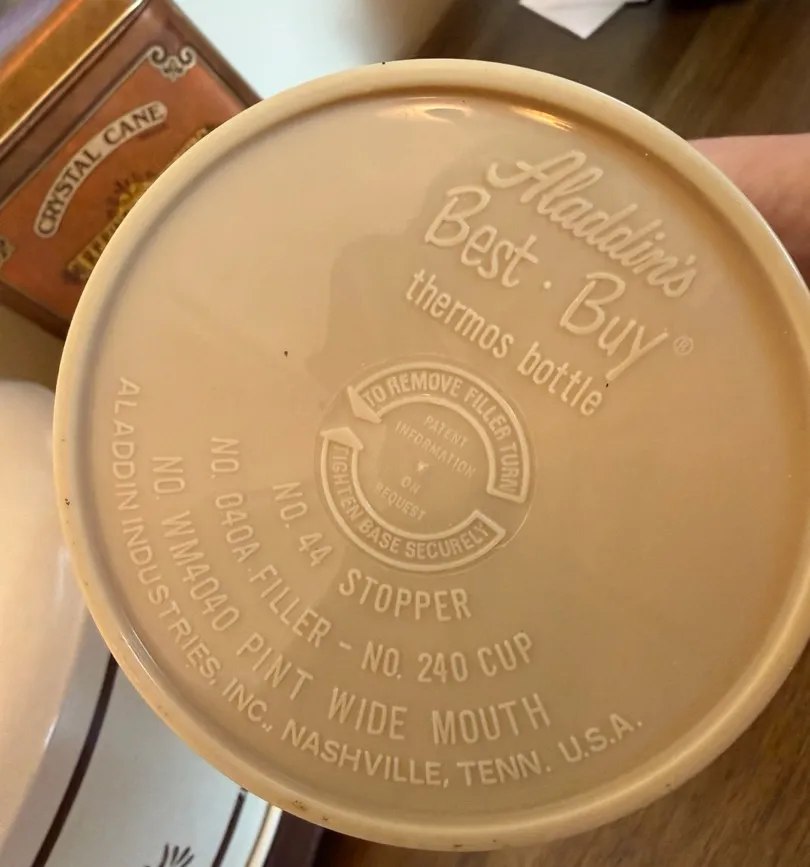 CRYSTAL CANE
Aladdin's
Best · Buy ®
thermos bottle
TO REMOVE FILLER TURN
PATENT
INFORMATION
ON
REQUEST
TIGHTEN BASE SECURELY
NO. 44 STOPPER
NO. 040A FILLER - NO. 240 CUP
NO. WM4040 PINT WIDE MOUTH
ALADDIN INDUSTRIES, INC., NASHVILLE, TENN. U.S.A.